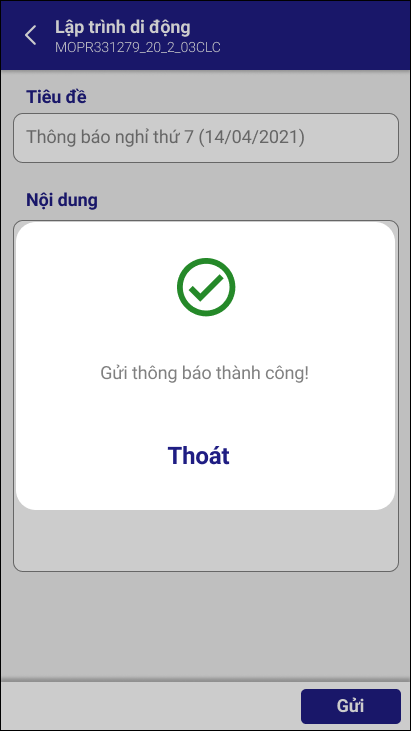 Lập trình di động
MOPR331279_20_2_03CLC
Tiêu đề
Thông báo nghỉ thứ 7 (14/04/2021)
Nội dung
Gửi thông báo thành công!
Thoát
Gửi